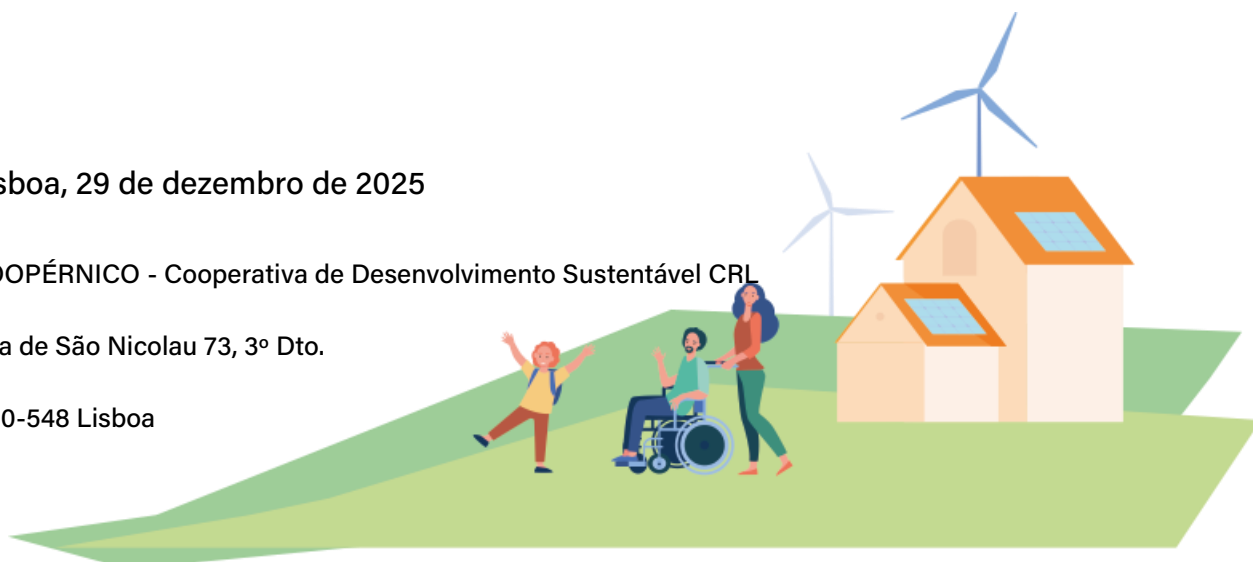 sboa, 29 de dezembro de 2025
OOPÉRNICO - Cooperativa de Desenvolvimento Sustentável CRL
a de São Nicolau 73, 3º Dto.
0-548 Lisboa